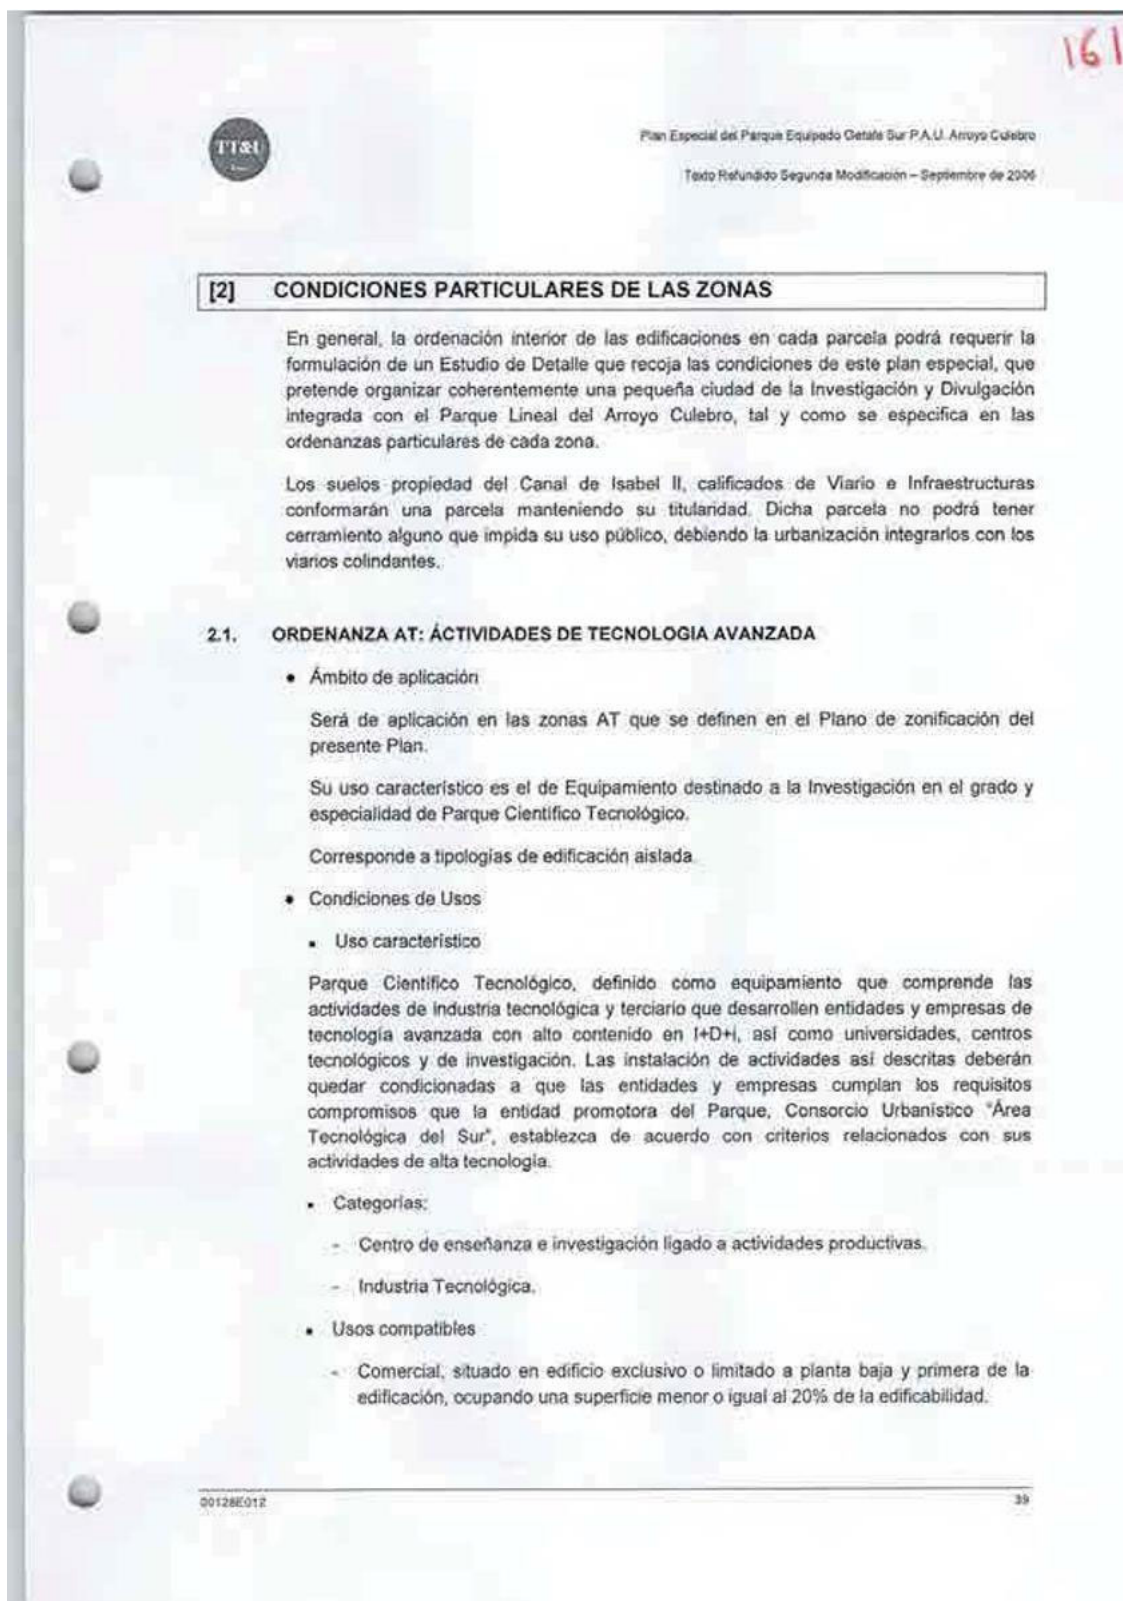 161
TT&U
Plan Especial del Parque Equipado Getafe Sur P.A.U. Arroyo Culebro
Texto Refundido Segunda Modificación – Septiembre de 2006
[2] CONDICIONES PARTICULARES DE LAS ZONAS
En general, la ordenación interior de las edificaciones en cada parcela podrá requerir la
formulación de un Estudio de Detalle que recoja las condiciones de este plan especial, que
pretende organizar coherentemente una pequeña ciudad de la Investigación y Divulgación
integrada con el Parque Lineal del Arroyo Culebro, tal y como se especifica en las
ordenanzas particulares de cada zona.
Los suelos propiedad del Canal de Isabel II, calificados de Viario e Infraestructuras
conformarán una parcela manteniendo su titularidad. Dicha parcela no podrá tener
cerramiento alguno que impida su uso público, debiendo la urbanización integrarlos con los
viarios colindantes.
2.1. ORDENANZA AT: ÁCTIVIDADES DE TECNOLOGIA AVANZADA
• Ámbito de aplicación
Será de aplicación en las zonas AT que se definen en el Plano de zonificación del
presente Plan.
Su uso característico es el de Equipamiento destinado a la Investigación en el grado y
especialidad de Parque Científico Tecnológico.
Corresponde a tipologías de edificación aislada.
• Condiciones de Usos
▪ Uso característico
Parque Científico Tecnológico, definido como equipamiento que comprende las
actividades de industria tecnológica y terciario que desarrollen entidades y empresas de
tecnología avanzada con alto contenido en I+D+i, así como universidades, centros
tecnológicos y de investigación. Las instalación de actividades así descritas deberán
quedar condicionadas a que las entidades y empresas cumplan los requisitos
compromisos que la entidad promotora del Parque, Consorcio Urbanístico "Área
Tecnológica del Sur", establezca de acuerdo con criterios relacionados con sus
actividades de alta tecnología.
▪ Categorías:
- Centro de enseñanza e investigación ligado a actividades productivas.
- Industria Tecnológica.
▪ Usos compatibles
- Comercial, situado en edificio exclusivo o limitado a planta baja y primera de la
edificación, ocupando una superficie menor o igual al 20% de la edificabilidad.
00128E012 39